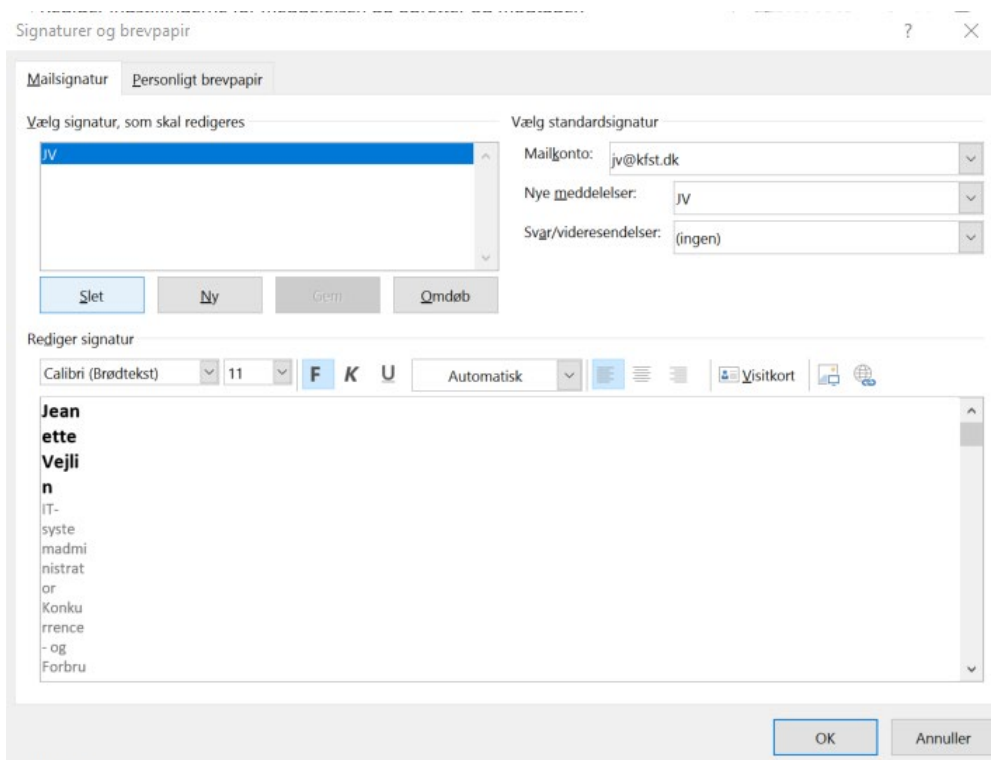 Signaturer og brevpapir
?
Mailsignatur
Personligt brevpapir
Vælg signatur, som skal redigeres
Vælg standardsignatur
JV
Mailkonto:
jv@kfst.dk
Nye meddelelser:
JV
Svar/videresendelser:
(ingen)
Slet
Ny
Gem
Omdøb
Rediger signatur
Calibri (Brødtekst)
11
F
K
U
Automatisk
Visitkort
Jean
ette
Vejli
n
IT-
syste
madmi
nistrat
or
Konku
rrence
- og
Forbru
OK
Annuller